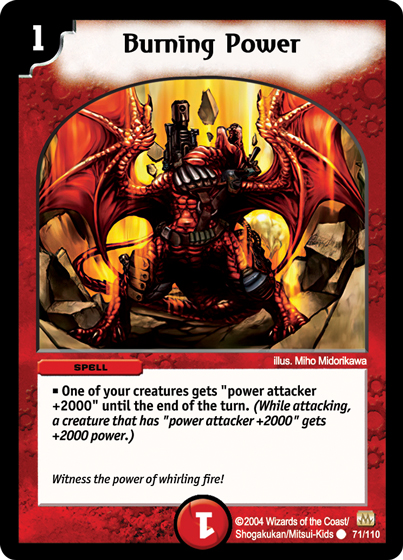 1
Burning Power
illus. Miho Midorikawa
SPELL
▪ One of your creatures gets "power attacker
+2000" until the end of the turn. (While attacking,
a creature that has "power attacker +2000" gets
+2000 power.)
Witness the power of whirling fire!
1
©2004 Wizards of the Coast/
Shogakukan/Mitsui-Kids ● 71/110